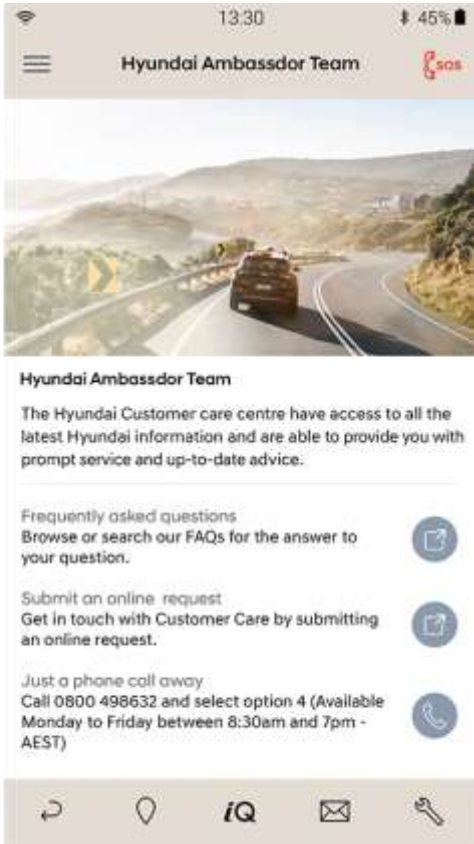 13:30
45%
Hyundai Ambassdor Team
sos
Hyundai Ambassdor Team
The Hyundai Customer care centre have access to all the
latest Hyundai information and are able to provide you with
prompt service and up-to-date advice.
Frequently asked questions
Browse or search our FAQs for the answer to
your question.
Submit an online request
Get in touch with Customer Care by submitting
an online request.
Just a phone call away
Call 0800 498632 and select option 4 (Available
Monday to Friday between 8:30am and 7pm -
AEST)
iQ